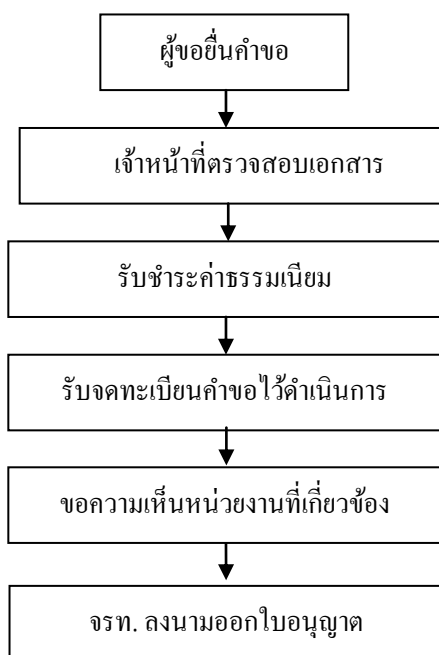 ผู้ขอยื่นคำขอ
เจ้าหน้าที่ตรวจสอบเอกสาร
รับชำระค่าธรรมเนียม
รับจดทะเบียนคำขอไว้ดำเนินการ
ขอความเห็นหน่วยงานที่เกี่ยวข้อง
จรท. ลงนามออกใบอนุญาต